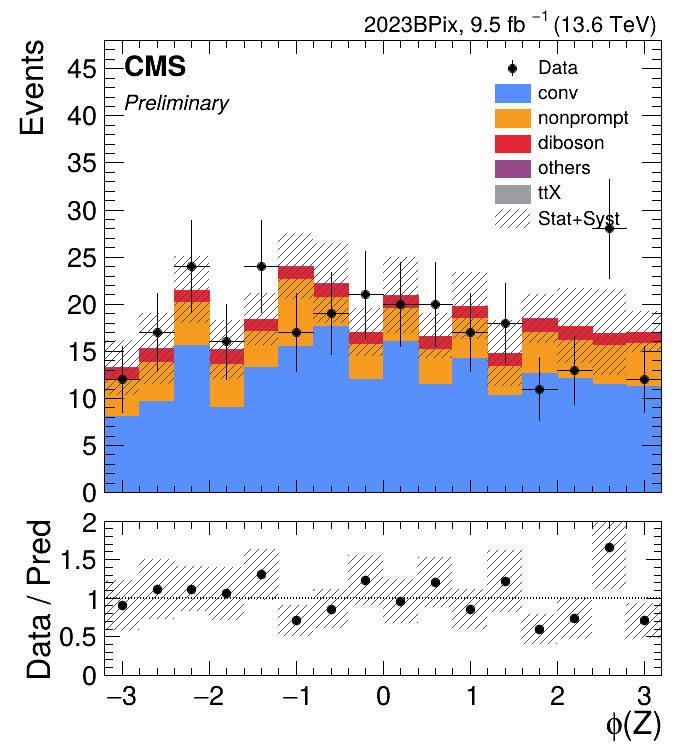 2023BPix, 9.5 fb⁻¹ (13.6 TeV)
CMS
Preliminary
Events
45
40
35
30
25
20
15
10
5
0
Data
conv
nonprompt
diboson
others
ttX
Stat+Syst
Data / Pred
2
1.5
1
0.5
0
−3 −2 −1 0 1 2 3
ϕ(Z)